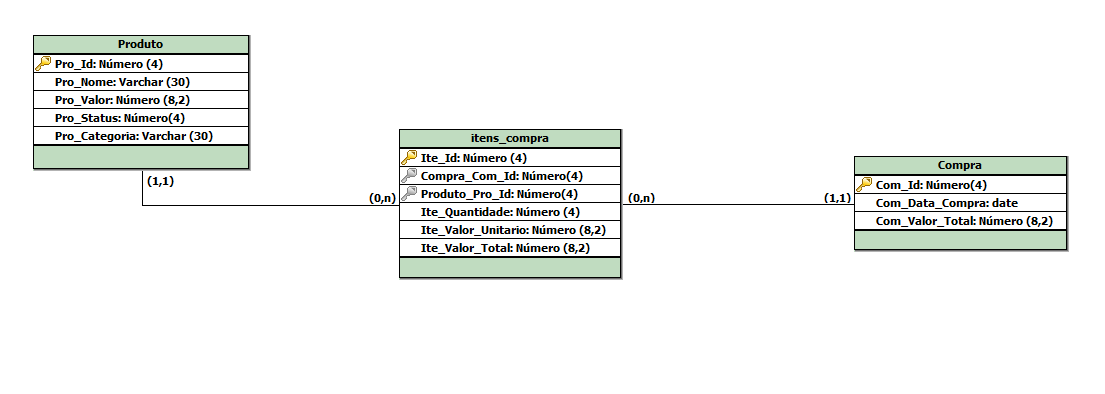 Produto
Pro_Id: Número (4)
Pro_Nome: Varchar (30)
Pro_Valor: Número (8,2)
Pro_Status: Número(4)
Pro_Categoria: Varchar (30)
(1,1)
(0,n)
itens_compra
Ite_Id: Número (4)
Compra_Com_Id: Número(4)
Produto_Pro_Id: Número(4)
Ite_Quantidade: Número (4)
Ite_Valor_Unitario: Número (8,2)
Ite_Valor_Total: Número (8,2)
(0,n)
(1,1)
Compra
Com_Id: Número(4)
Com_Data_Compra: date
Com_Valor_Total: Número (8,2)